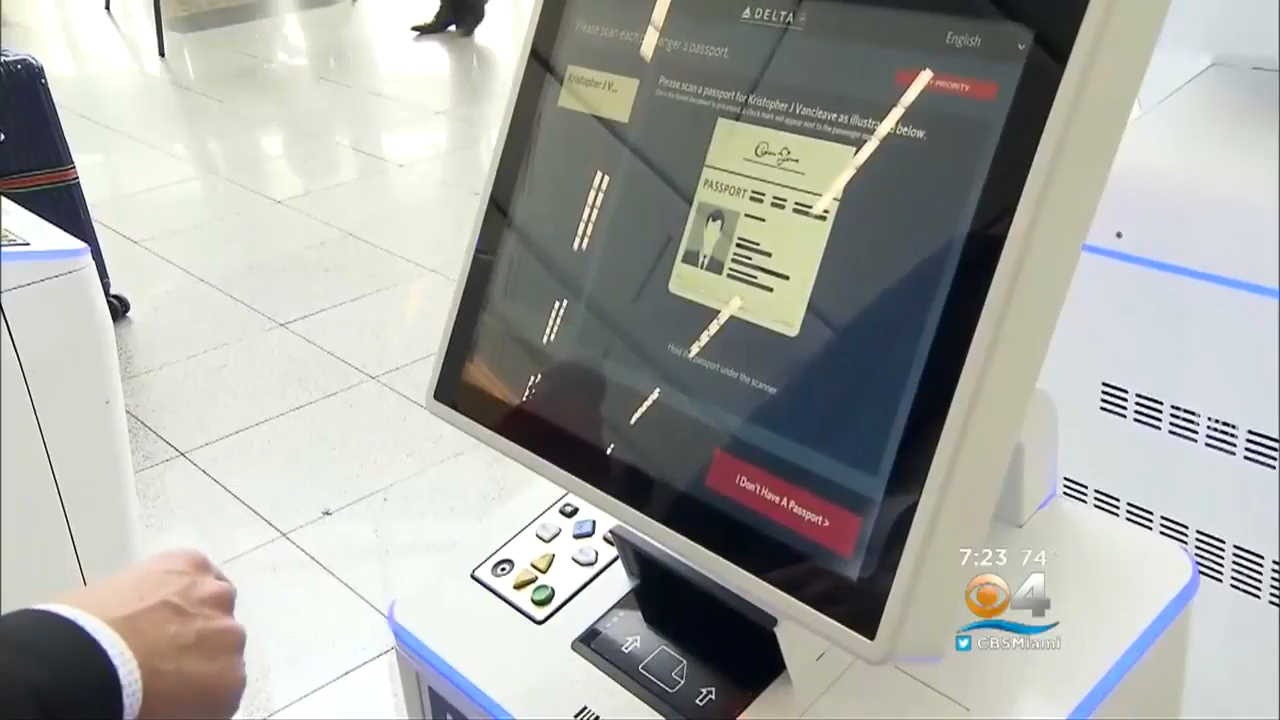 DELTA
English
Please scan each passenger's passport.
PRIORITY
Kristopher J V...
Please scan a passport for Kristopher J Vancleave as illustrated below.
PASSPORT
Hold the passport under the scanner
I Don't Have A Passport >
7:23 74°
4
CBSMiami